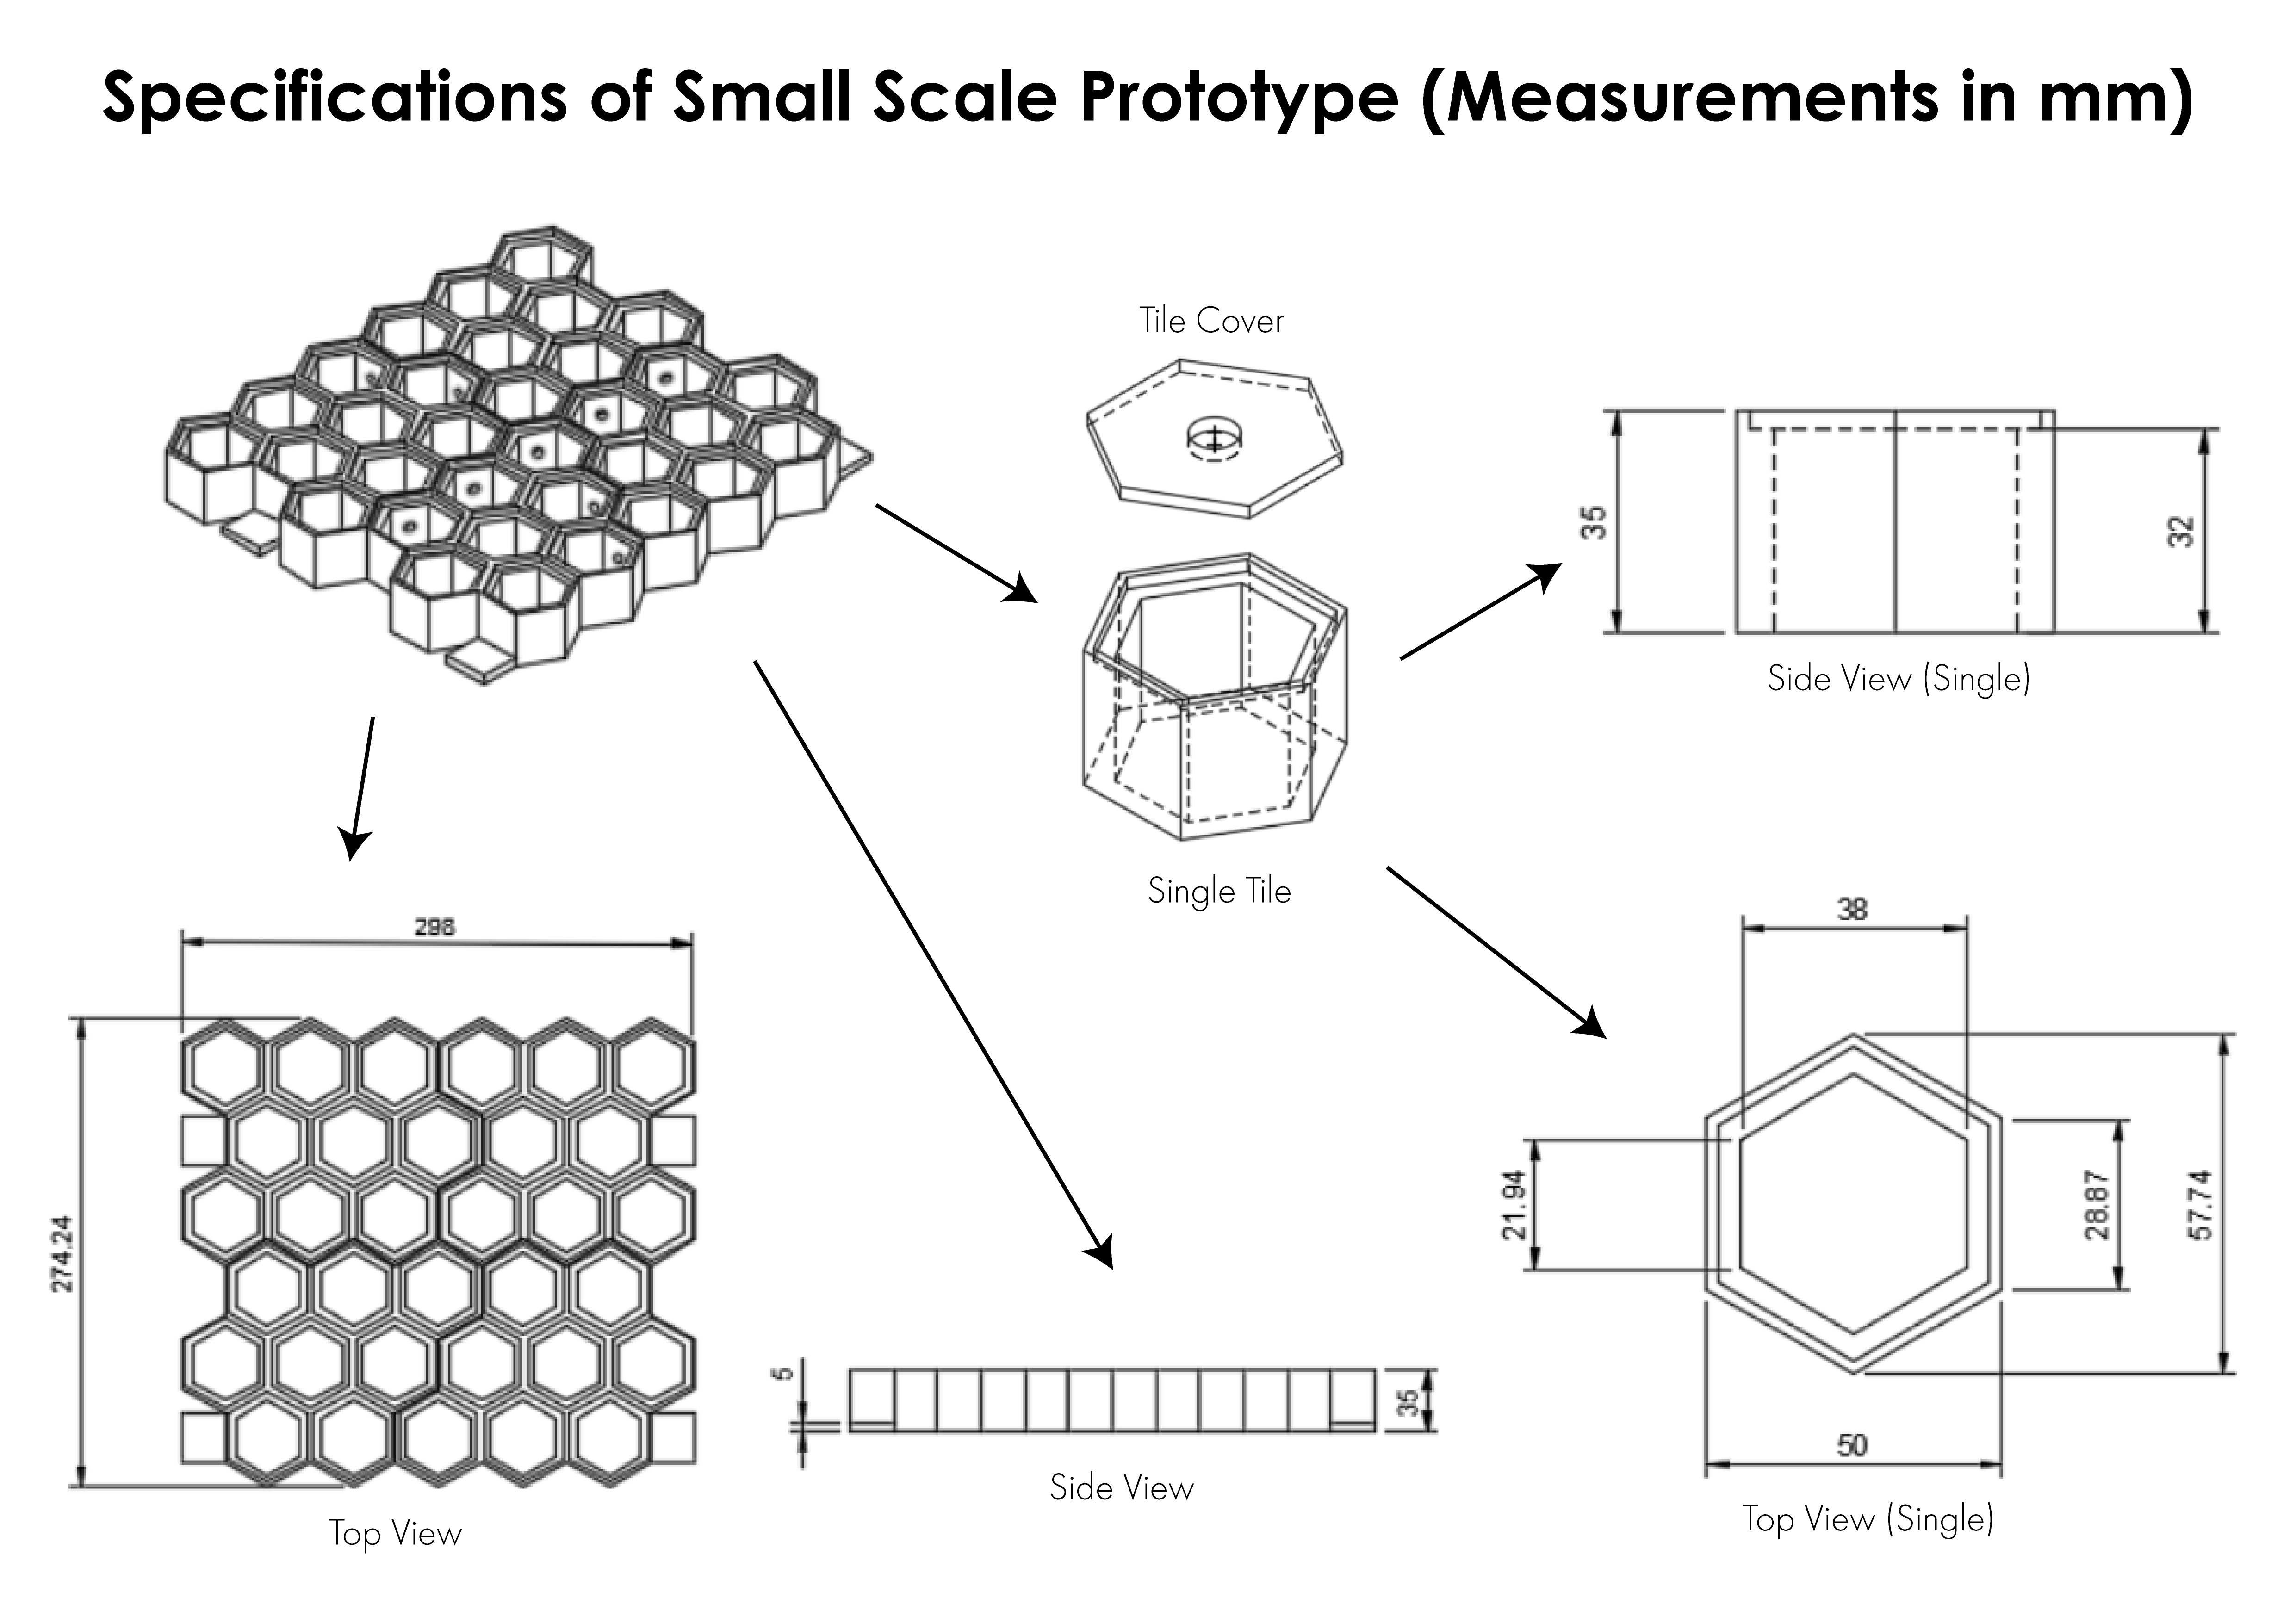 Specifications of Small Scale Prototype (Measurements in mm)
Tile Cover
35
32
Side View (Single)
Single Tile
298
274.24
Top View
5
35
Side View
38
21.94
28.87
57.74
50
Top View (Single)